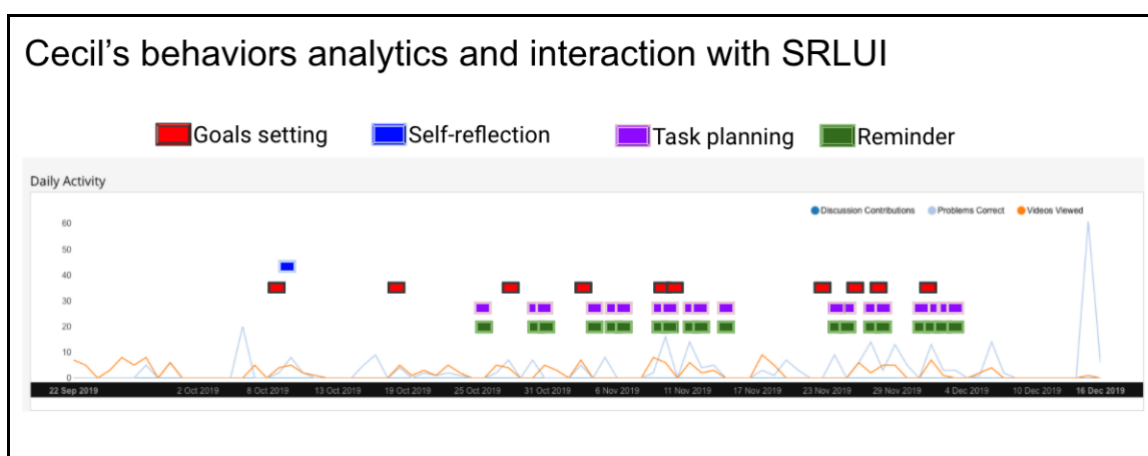 Cecil's behaviors analytics and interaction with SRLUI
Goals setting Self-reflection Task planning Reminder
Daily Activity
Discussion Contributions Problems Correct Videos Viewed
60
50
40
30
20
10
0
22 Sep 2019 2 Oct 2019 8 Oct 2019 13 Oct 2019 19 Oct 2019 25 Oct 2019 31 Oct 2019 6 Nov 2019 11 Nov 2019 17 Nov 2019 23 Nov 2019 29 Nov 2019 4 Dec 2019 10 Dec 2019 16 Dec 2019